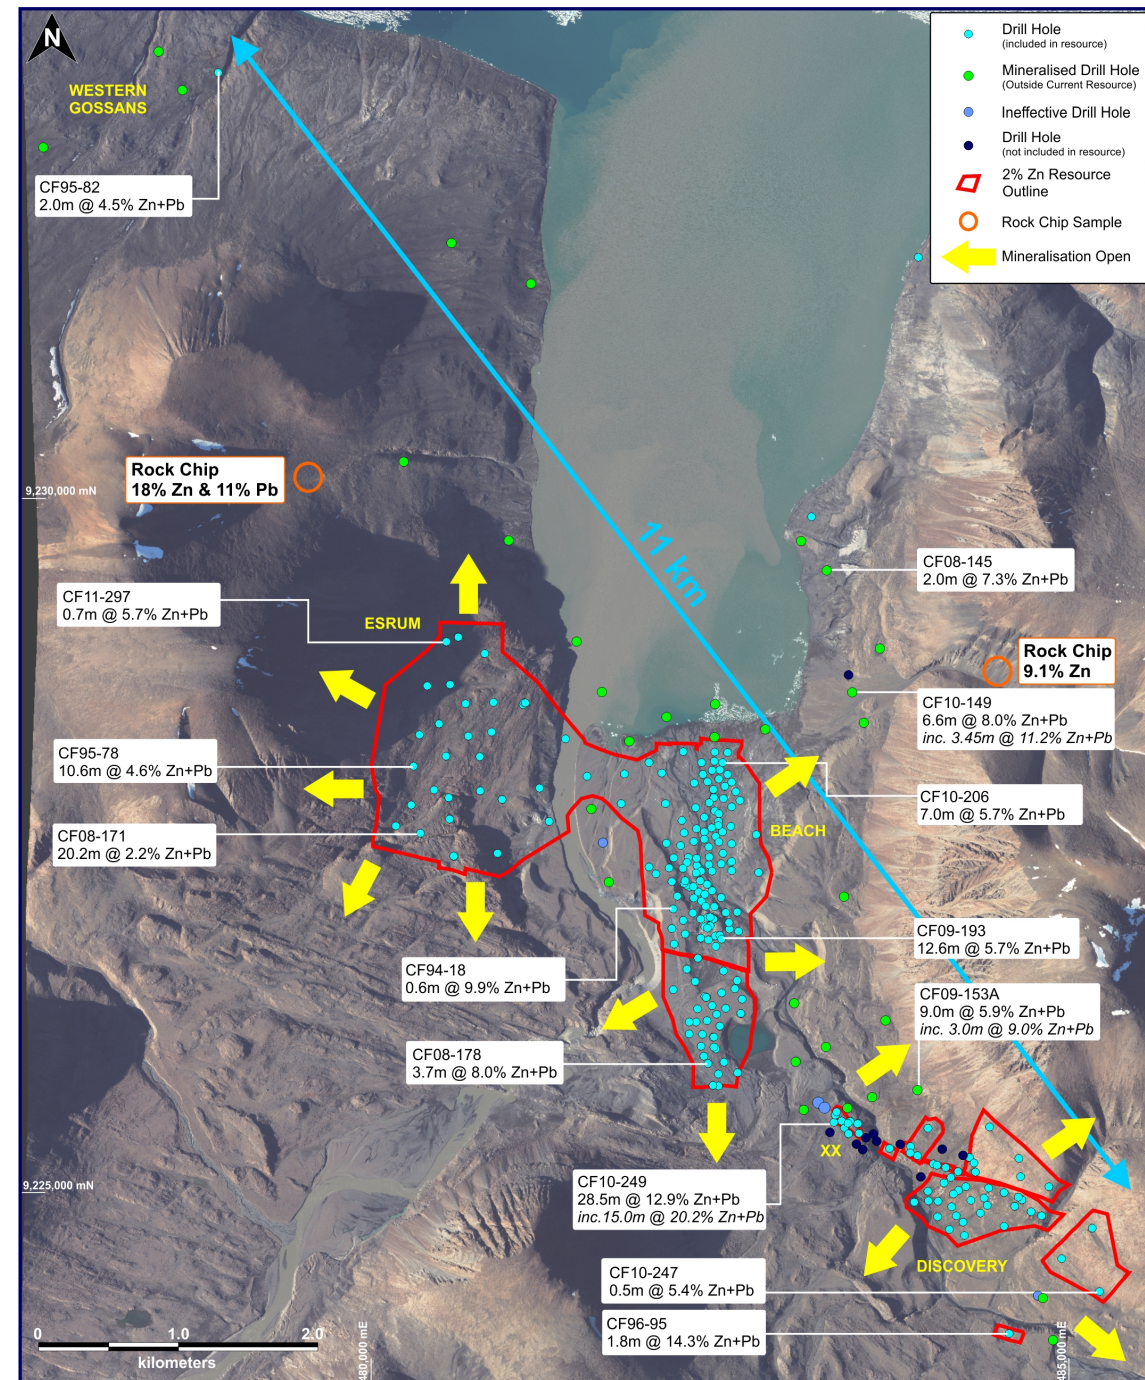 N
WESTERN
GOSSANS
Drill Hole
(included in resource)
Mineralised Drill Hole
(Outside Current Resource)
Ineffective Drill Hole
Drill Hole
(not included in resource)
2% Zn Resource
Outline
Rock Chip Sample
Mineralisation Open
CF95-82
2.0m @ 4.5% Zn+Pb
Rock Chip
18% Zn & 11% Pb
9,230,000 mN
11 km
CF08-145
2.0m @ 7.3% Zn+Pb
CF11-297
0.7m @ 5.7% Zn+Pb
ESRUM
Rock Chip
9.1% Zn
CF10-149
6.6m @ 8.0% Zn+Pb
inc. 3.45m @ 11.2% Zn+Pb
CF95-78
10.6m @ 4.6% Zn+Pb
CF10-206
7.0m @ 5.7% Zn+Pb
BEACH
CF08-171
20.2m @ 2.2% Zn+Pb
CF09-193
12.6m @ 5.7% Zn+Pb
CF94-18
0.6m @ 9.9% Zn+Pb
CF09-153A
9.0m @ 5.9% Zn+Pb
inc. 3.0m @ 9.0% Zn+Pb
CF08-178
3.7m @ 8.0% Zn+Pb
XX
CF10-249
28.5m @ 12.9% Zn+Pb
inc.15.0m @ 20.2% Zn+Pb
9,225,000 mN
DISCOVERY
CF10-247
0.5m @ 5.4% Zn+Pb
CF96-95
1.8m @ 14.3% Zn+Pb
0 1.0 2.0
kilometers
480,000 mE
485,000 mE